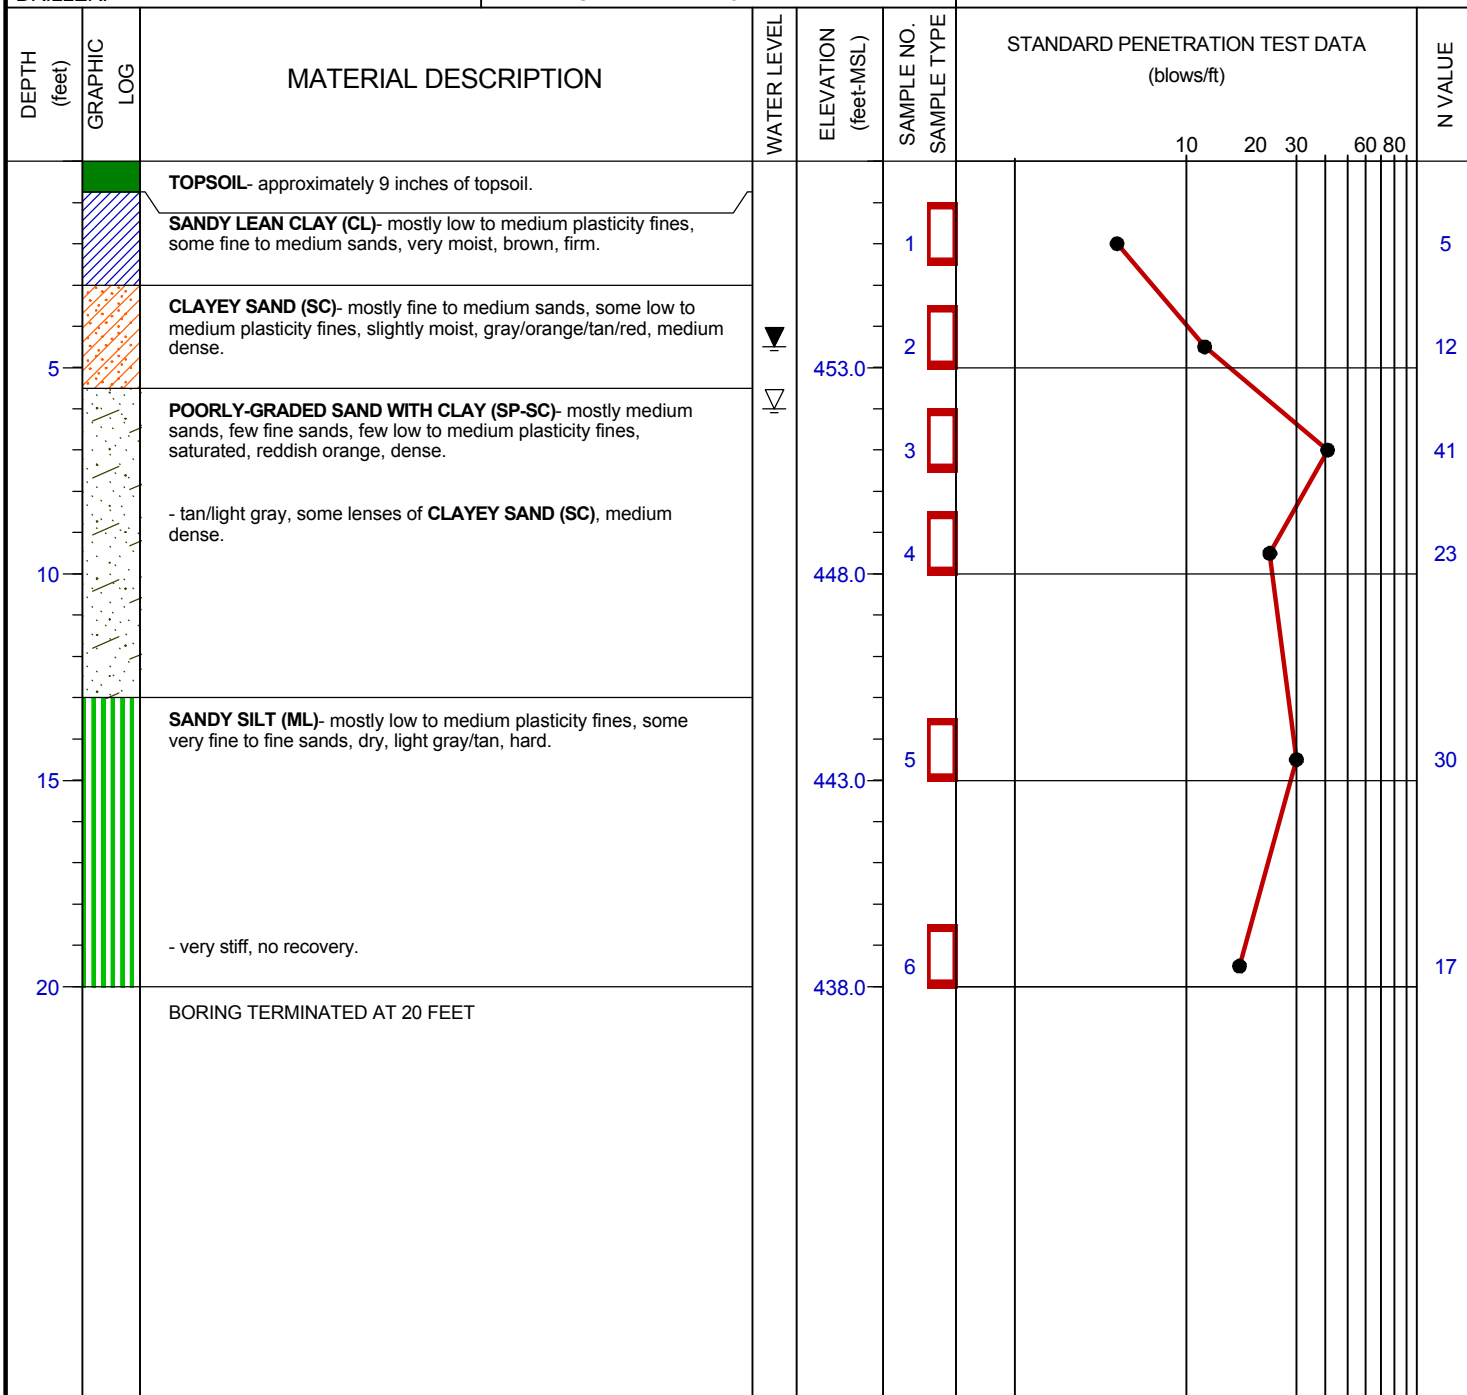 DEPTH
(feet)
GRAPHIC
LOG
MATERIAL DESCRIPTION
WATER LEVEL
ELEVATION
(feet-MSL)
SAMPLE NO.
SAMPLE TYPE
STANDARD PENETRATION TEST DATA
(blows/ft)
N VALUE
10 20 30 60 80
TOPSOIL- approximately 9 inches of topsoil.
SANDY LEAN CLAY (CL)- mostly low to medium plasticity fines,
some fine to medium sands, very moist, brown, firm.
1 5
CLAYEY SAND (SC)- mostly fine to medium sands, some low to
medium plasticity fines, slightly moist, gray/orange/tan/red, medium
dense.
2 12
5 453.0
POORLY-GRADED SAND WITH CLAY (SP-SC)- mostly medium
sands, few fine sands, few low to medium plasticity fines,
saturated, reddish orange, dense.
3 41
- tan/light gray, some lenses of CLAYEY SAND (SC), medium
dense.
4 23
10 448.0
SANDY SILT (ML)- mostly low to medium plasticity fines, some
very fine to fine sands, dry, light gray/tan, hard.
5 30
15 443.0
- very stiff, no recovery.
6 17
20 438.0
BORING TERMINATED AT 20 FEET